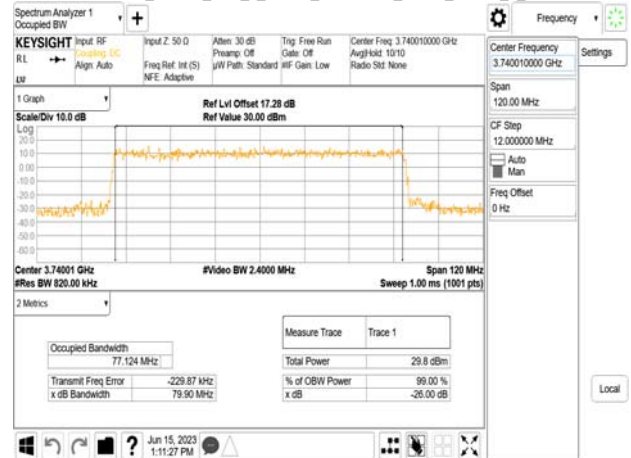 Spectrum Analyzer 1
Occupied BW
Frequency
KEYSIGHT
Input: RF
Coupling: DC
Align: Auto
Input Z: 50 Ω
Freq Ref: Int (S)
NFE: Adaptive
Atten: 30 dB
Preamp: Off
µW Path: Standard
Trig: Free Run
Gate: Off
#IF Gain: Low
Center Freq: 3.740010000 GHz
Avg|Hold: 10/10
Radio Std: None
RL
LV
1 Graph
Scale/Div 10.0 dB
Ref Lvl Offset 17.28 dB
Ref Value 30.00 dBm
Log
20.0
10.0
0.00
-10.0
-20.0
-30.0
-40.0
-50.0
-60.0
Center 3.74001 GHz
#Res BW 820.00 kHz
#Video BW 2.4000 MHz
Span 120 MHz
Sweep 1.00 ms (1001 pts)
2 Metrics
Measure Trace Trace 1
Occupied Bandwidth
77.124 MHz
Total Power 29.8 dBm
Transmit Freq Error -229.87 kHz
% of OBW Power 99.00 %
x dB Bandwidth 79.90 MHz
x dB -26.00 dB
Jun 15, 2023
1:11:27 PM
Center Frequency
3.740010000 GHz
Settings
Span
120.00 MHz
CF Step
12.000000 MHz
Auto
Man
Freq Offset
0 Hz
Local